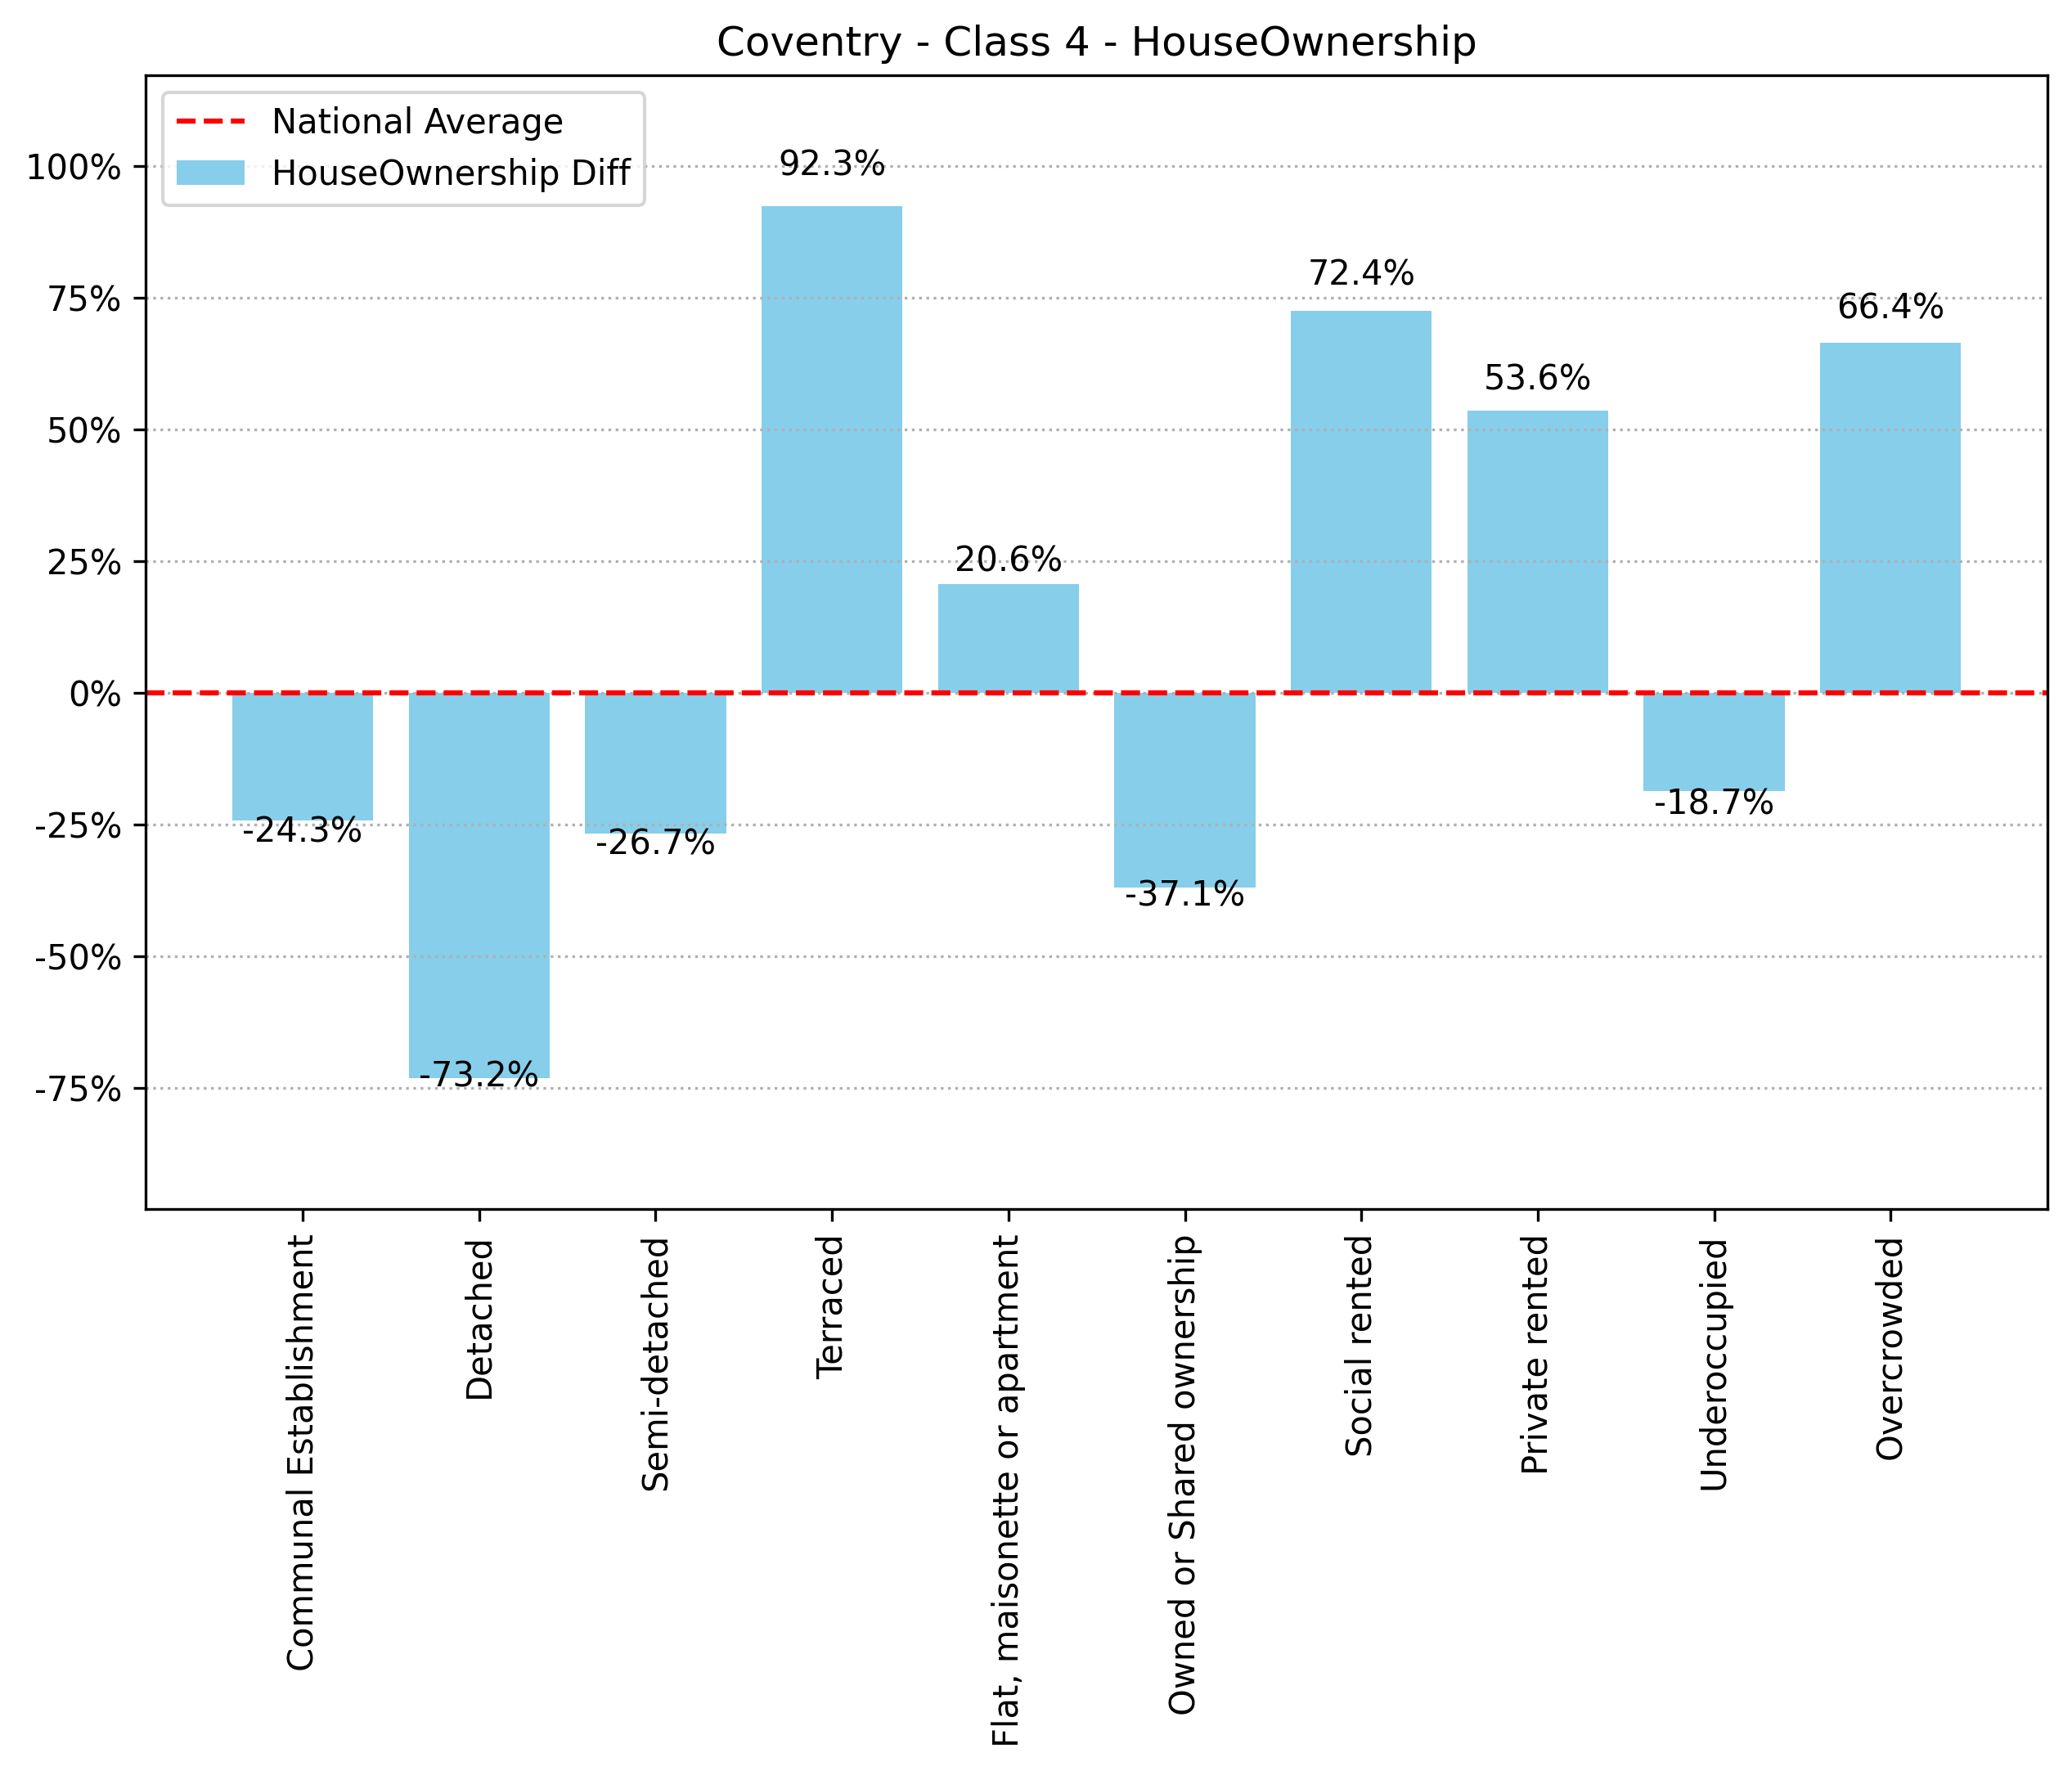 Coventry - Class 4 - HouseOwnership
National Average
HouseOwnership Diff
100%
75%
50%
25%
0%
-25%
-50%
-75%
-24.3%
-73.2%
-26.7%
92.3%
20.6%
-37.1%
72.4%
53.6%
-18.7%
66.4%
Communal Establishment
Detached
Semi-detached
Terraced
Flat, maisonette or apartment
Owned or Shared ownership
Social rented
Private rented
Underoccupied
Overcrowded